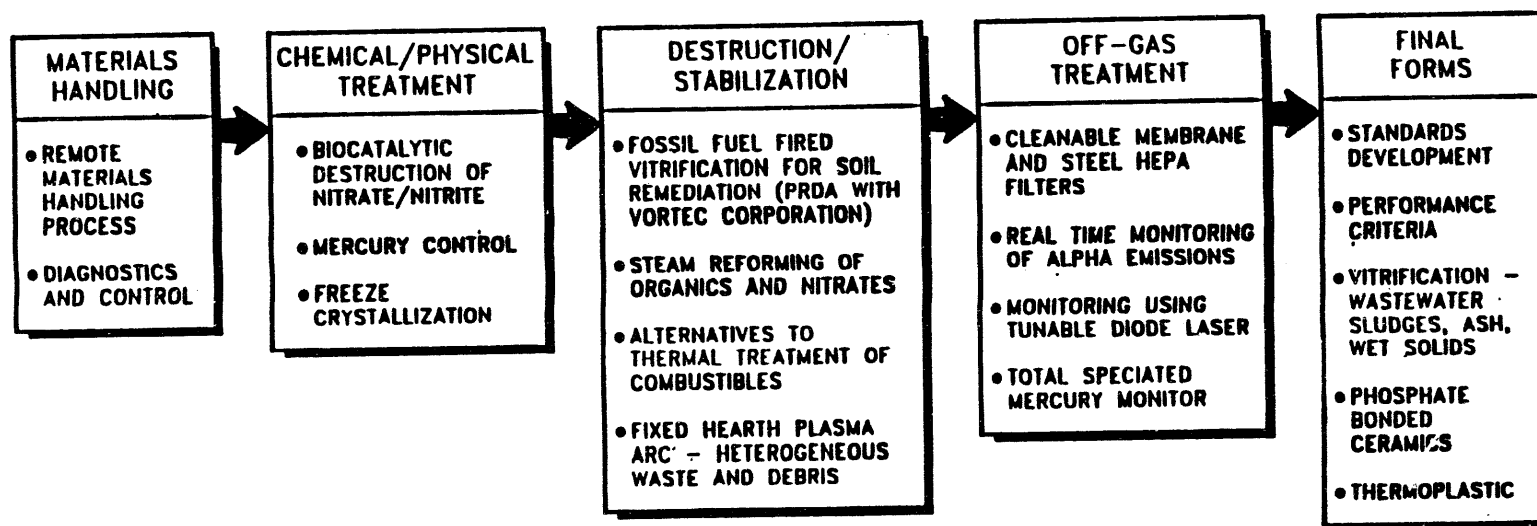 MATERIALS
HANDLING
• REMOTE
MATERIALS
HANDLING
PROCESS
• DIAGNOSTICS
AND CONTROL
CHEMICAL/PHYSICAL
TREATMENT
• BIOCATALYTIC
DESTRUCTION OF
NITRATE/NITRITE
• MERCURY CONTROL
• FREEZE
CRYSTALLIZATION
DESTRUCTION/
STABILIZATION
• FOSSIL FUEL FIRED
VITRIFICATION FOR SOIL
REMEDIATION (PRDA WITH
VORTEC CORPORATION)
• STEAM REFORMING OF
ORGANICS AND NITRATES
• ALTERNATIVES TO
THERMAL TREATMENT OF
COMBUSTIBLES
• FIXED HEARTH PLASMA
ARC – HETEROGENEOUS
WASTE AND DEBRIS
OFF-GAS
TREATMENT
• CLEANABLE MEMBRANE
AND STEEL HEPA
FILTERS
• REAL TIME MONITORING
OF ALPHA EMISSIONS
• MONITORING USING
TUNABLE DIODE LASER
• TOTAL SPECIATED
MERCURY MONITOR
FINAL
FORMS
• STANDARDS
DEVELOPMENT
• PERFORMANCE
CRITERIA
• VITRIFICATION –
WASTEWATER
SLUDGES, ASH,
WET SOLIDS
• PHOSPHATE
BONDED
CERAMICS
• THERMOPLASTIC